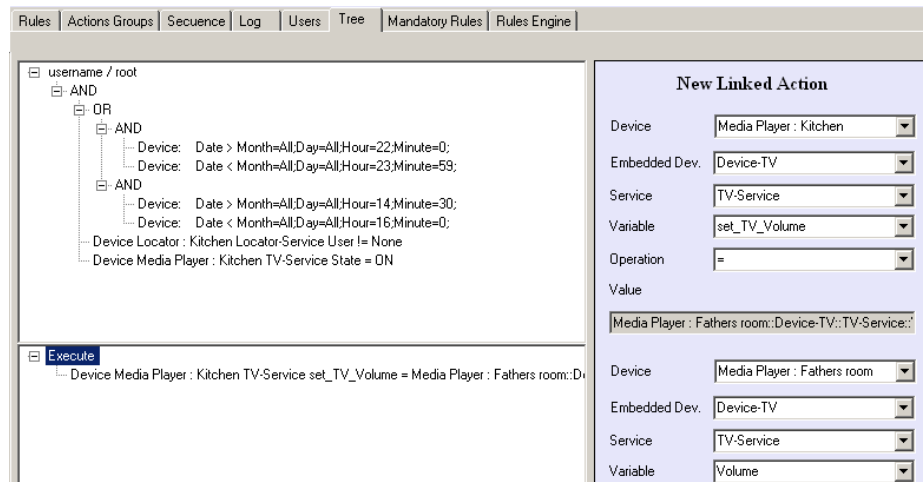 Rules Actions Groups Secuence Log Users Tree Mandatory Rules Rules Engine
username / root
AND
OR
AND
Device: Date > Month=All;Day=All;Hour=22;Minute=0;
Device: Date < Month=All;Day=All;Hour=23;Minute=59;
AND
Device: Date > Month=All;Day=All;Hour=14;Minute=30;
Device: Date < Month=All;Day=All;Hour=16;Minute=0;
Device Locator : Kitchen Locator-Service User != None
Device Media Player : Kitchen TV-Service State = ON
Execute
Device Media Player : Kitchen TV-Service set_TV_Volume = Media Player : Fathers room::De
New Linked Action
Device Media Player : Kitchen
Embedded Dev. Device-TV
Service TV-Service
Variable set_TV_Volume
Operation =
Value
Media Player : Fathers room::Device-TV::TV-Service::
Device Media Player : Fathers room
Embedded Dev. Device-TV
Service TV-Service
Variable Volume